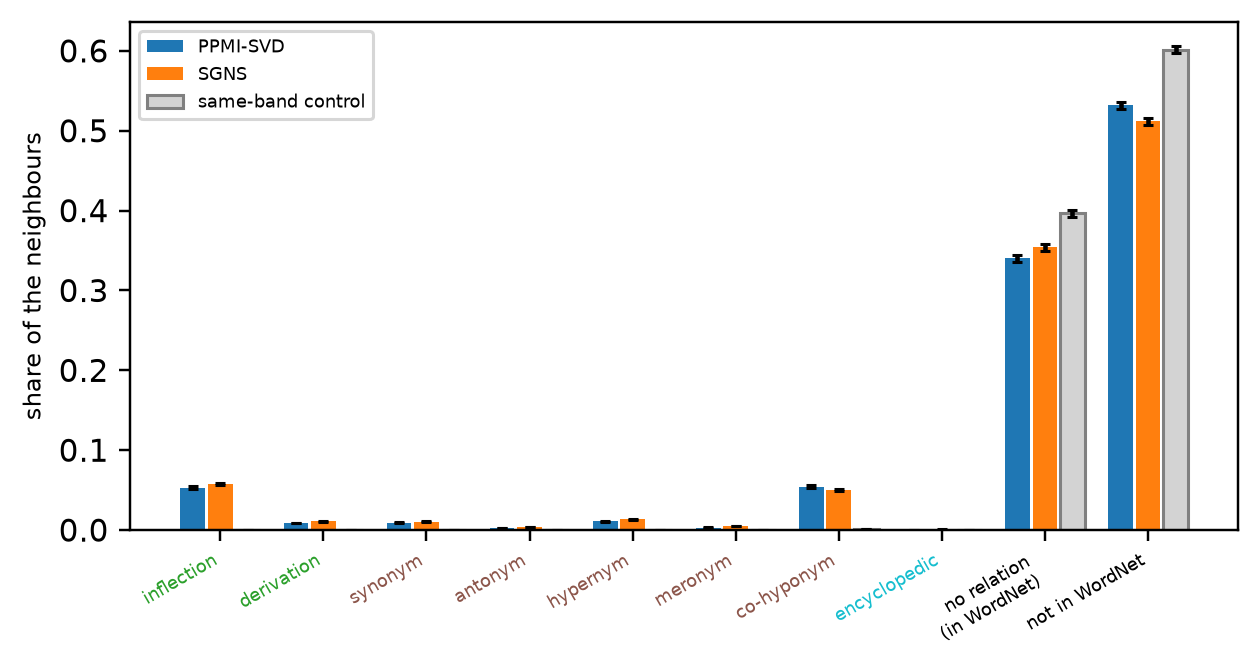 PPMI-SVD
SGNS
same-band control
share of the neighbours
0.6
0.5
0.4
0.3
0.2
0.1
0.0
inflection
derivation
synonym
antonym
hypernym
meronym
co-hyponym
encyclopedic
no relation
(in WordNet)
not in WordNet